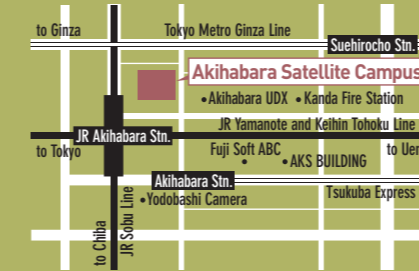 to Ginza
Tokyo Metro Ginza Line
Suehirocho Stn.
Akihabara Satellite Campus
•Akihabara UDX •Kanda Fire Station
JR Yamanote and Keihin Tohoku Line
JR Akihabara Stn.
to Tokyo
Fuji Soft ABC
•AKS BUILDING
Akihabara Stn.
•Yodobashi Camera
Tsukuba Express
to Chiba
JR Sobu Line